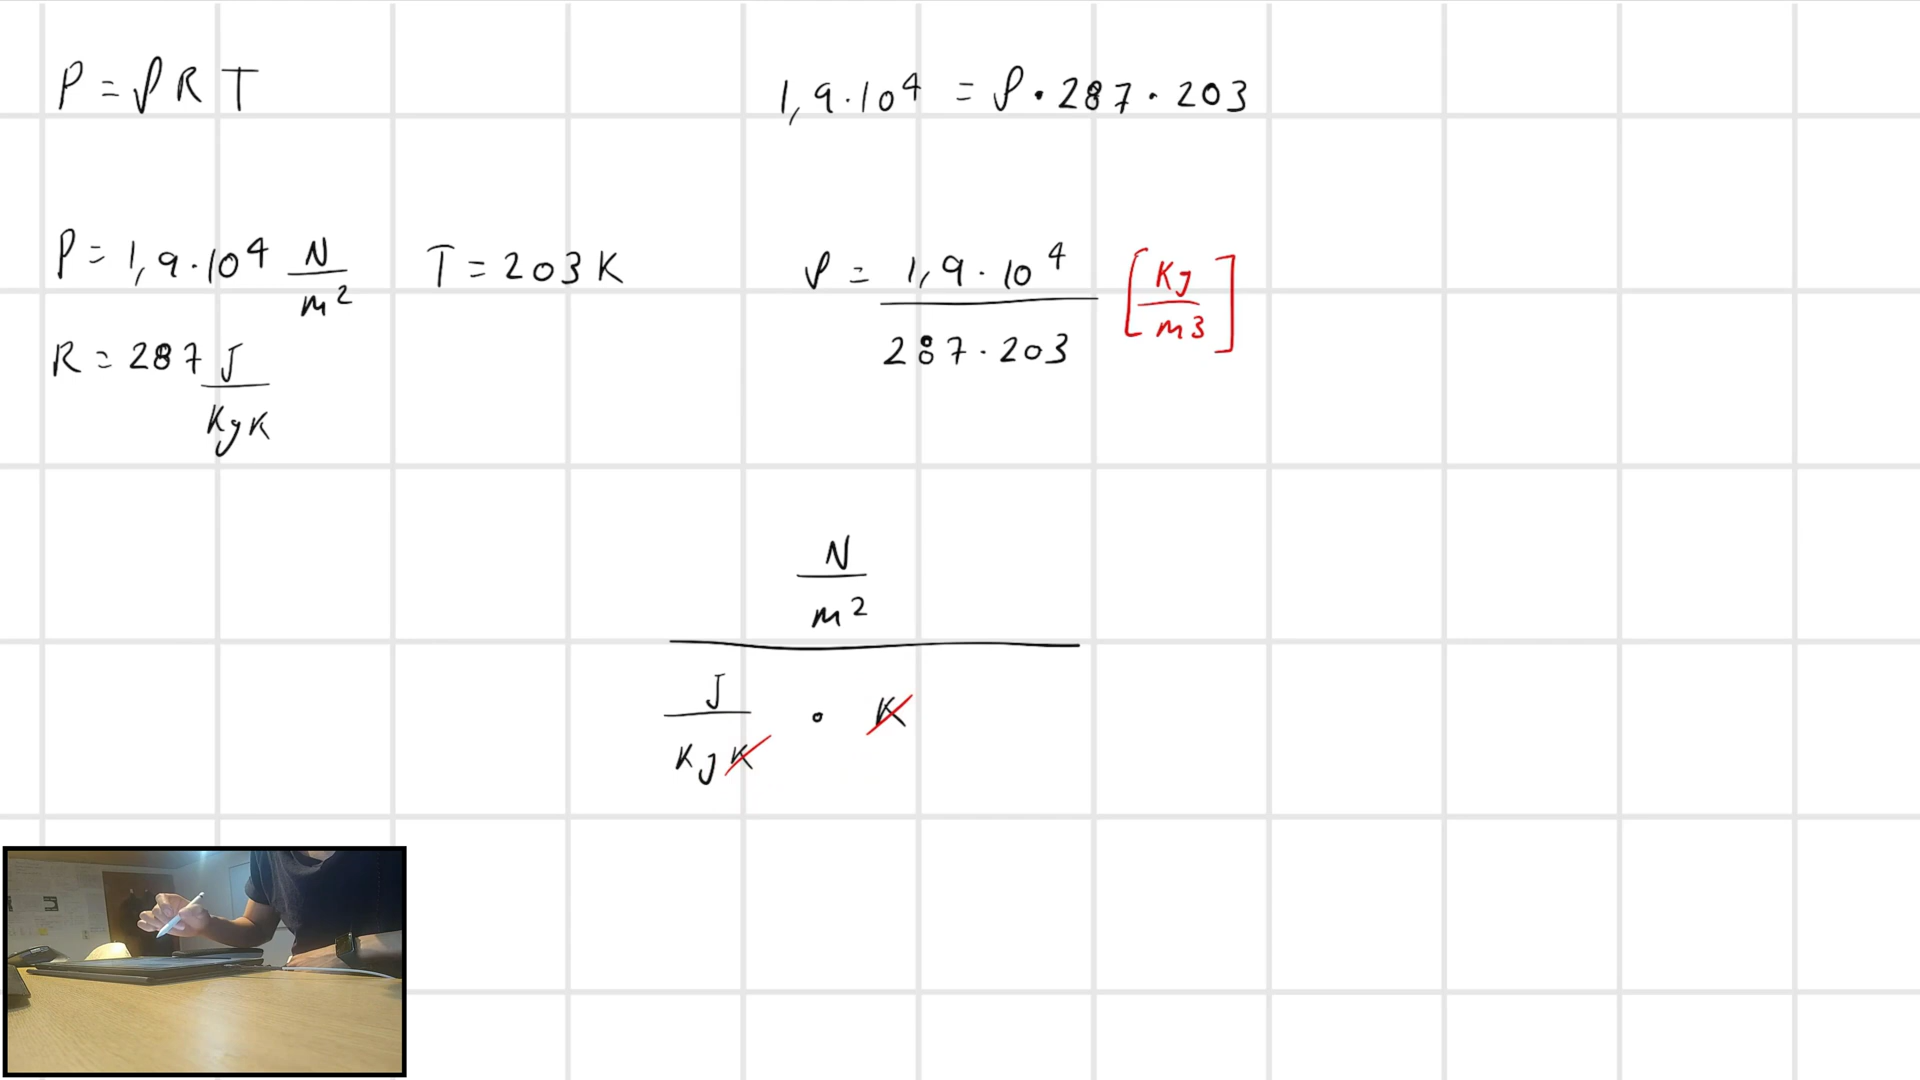 P = ρ R T
P = 1,9 · 10⁴ N/m²
T = 203 K
R = 287 J/KgK
1,9 · 10⁴ = ρ · 287 · 203
ρ = 1,9 · 10⁴
287 · 203
[Kg/m3]
N
m²
J
KgK
· K